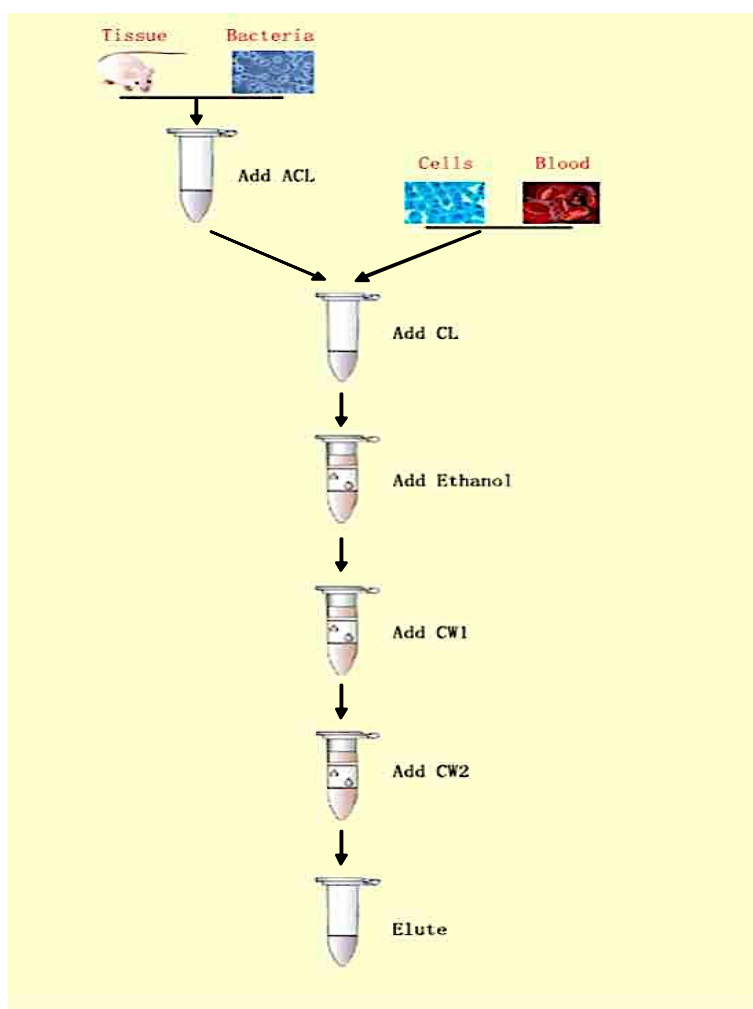 Tissue Bacteria
Add ACL
Cells Blood
Add CL
Add Ethanol
Add CW1
Add CW2
Elute